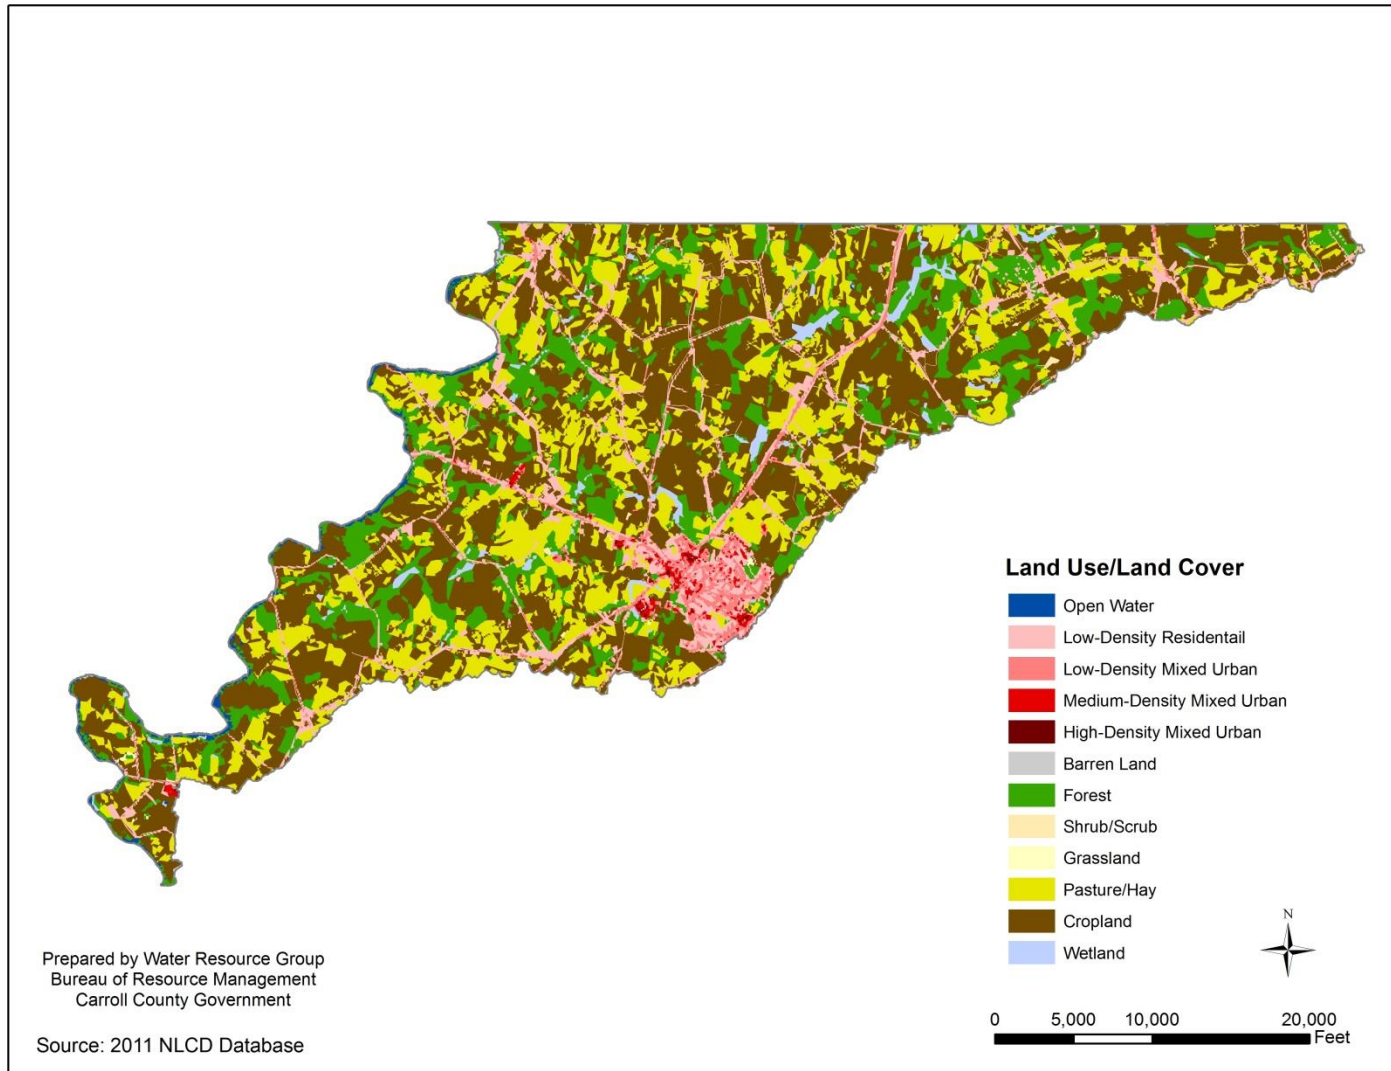 Land Use/Land Cover
Open Water
Low-Density Residentail
Low-Density Mixed Urban
Medium-Density Mixed Urban
High-Density Mixed Urban
Barren Land
Forest
Shrub/Scrub
Grassland
Pasture/Hay
Cropland
Wetland
N
Prepared by Water Resource Group
Bureau of Resource Management
Carroll County Government
Source: 2011 NLCD Database
0 5,000 10,000 20,000
Feet